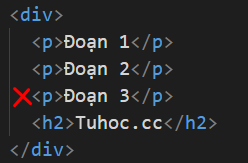 <div>
<p>Đoạn 1</p>
<p>Đoạn 2</p>
<p>Đoạn 3</p>
<h2>Tuhoc.cc</h2>
</div>